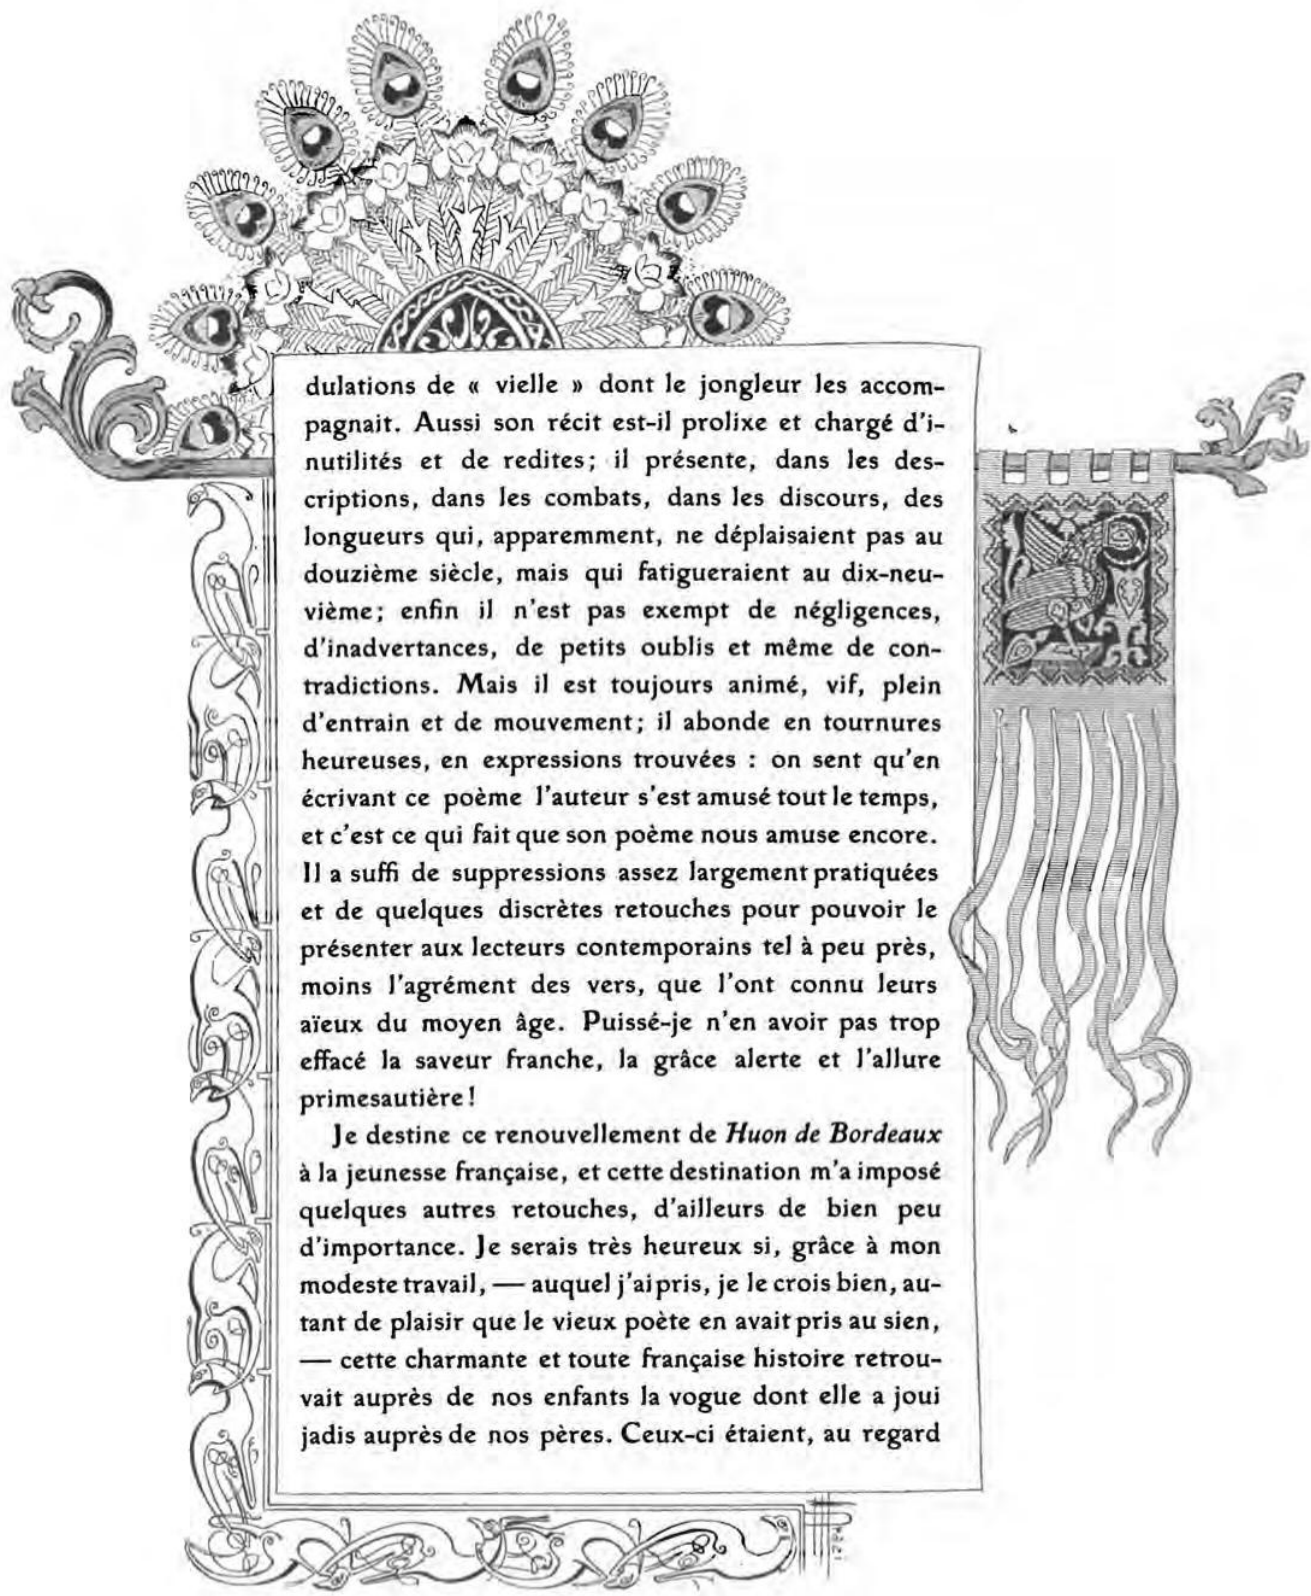 dulations de « vielle » dont le jongleur les accom-
pagnait. Aussi son récit est-il prolixe et chargé d'i-
nutilités et de redites; il présente, dans les des-
criptions, dans les combats, dans les discours, des
longueurs qui, apparemment, ne déplaisaient pas au
douzième siècle, mais qui fatigueraient au dix-neu-
vième; enfin il n'est pas exempt de négligences,
d'inadvertances, de petits oublis et même de con-
tradictions. Mais il est toujours animé, vif, plein
d'entrain et de mouvement; il abonde en tournures
heureuses, en expressions trouvées : on sent qu'en
écrivant ce poème l'auteur s'est amusé tout le temps,
et c'est ce qui fait que son poème nous amuse encore.
Il a suffi de suppressions assez largement pratiquées
et de quelques discrètes retouches pour pouvoir le
présenter aux lecteurs contemporains tel à peu près,
moins l'agrément des vers, que l'ont connu leurs
aïeux du moyen âge. Puissé-je n'en avoir pas trop
effacé la saveur franche, la grâce alerte et l'allure
primesautière!
Je destine ce renouvellement de Huon de Bordeaux
à la jeunesse française, et cette destination m'a imposé
quelques autres retouches, d'ailleurs de bien peu
d'importance. Je serais très heureux si, grâce à mon
modeste travail, — auquel j'ai pris, je le crois bien, au-
tant de plaisir que le vieux poète en avait pris au sien,
— cette charmante et toute française histoire retrou-
vait auprès de nos enfants la vogue dont elle a joui
jadis auprès de nos pères. Ceux-ci étaient, au regard